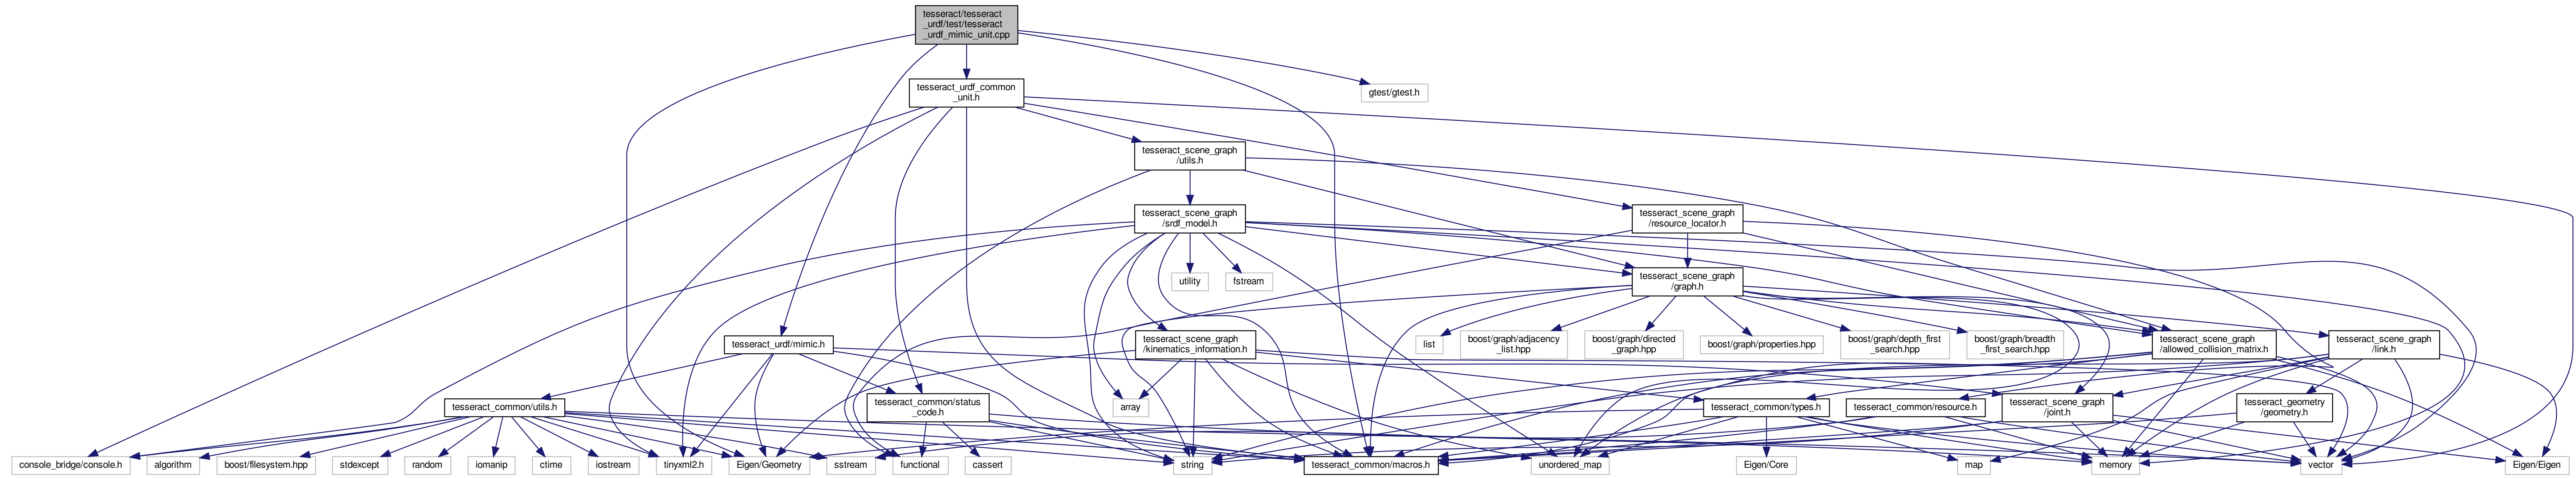 tesseract/tesseract
_urdf/test/tesseract
_urdf_mimic_unit.cpp
tesseract_urdf_common
_unit.h
gtest/gtest.h
tesseract_scene_graph
/utils.h
tesseract_scene_graph
/srdf_model.h
tesseract_scene_graph
/resource_locator.h
utility
fstream
tesseract_scene_graph
/graph.h
tesseract_urdf/mimic.h
tesseract_scene_graph
/kinematics_information.h
list
boost/graph/adjacency
_list.hpp
boost/graph/directed
_graph.hpp
boost/graph/properties.hpp
boost/graph/depth_first
_search.hpp
boost/graph/breadth
_first_search.hpp
tesseract_scene_graph
/allowed_collision_matrix.h
tesseract_scene_graph
/link.h
tesseract_common/utils.h
tesseract_common/status
_code.h
array
tesseract_common/types.h
tesseract_common/resource.h
tesseract_scene_graph
/joint.h
tesseract_geometry
/geometry.h
console_bridge/console.h
algorithm
boost/filesystem.hpp
stdexcept
random
iomanip
ctime
iostream
tinyxml2.h
Eigen/Geometry
sstream
functional
cassert
string
tesseract_common/macros.h
unordered_map
Eigen/Core
map
memory
vector
Eigen/Eigen